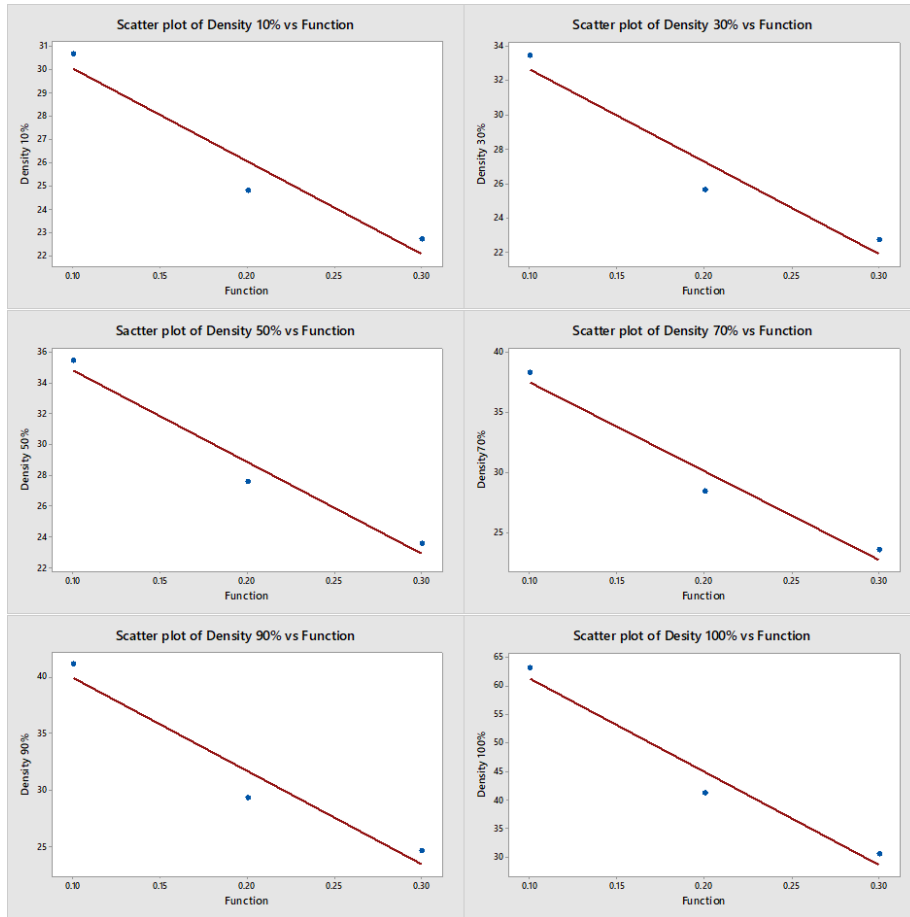 Scatter plot of Density 10% vs Function
31
30
29
28
27
26
25
24
23
22
Density 10%
0.10 0.15 0.20 0.25 0.30
Function
Scatter plot of Density 30% vs Function
34
32
30
28
26
24
22
Density 30%
0.10 0.15 0.20 0.25 0.30
Function
Sactter plot of Density 50% vs Function
36
34
32
30
28
26
24
22
Density 50%
0.10 0.15 0.20 0.25 0.30
Function
Scatter plot of Density 70% vs Function
40
35
30
25
Density70%
0.10 0.15 0.20 0.25 0.30
Function
Scatter plot of Density 90% vs Function
40
35
30
25
Density 90%
0.10 0.15 0.20 0.25 0.30
Function
Scatter plot of Desity 100% vs Function
65
60
55
50
45
40
35
30
Density 100%
0.10 0.15 0.20 0.25 0.30
Function